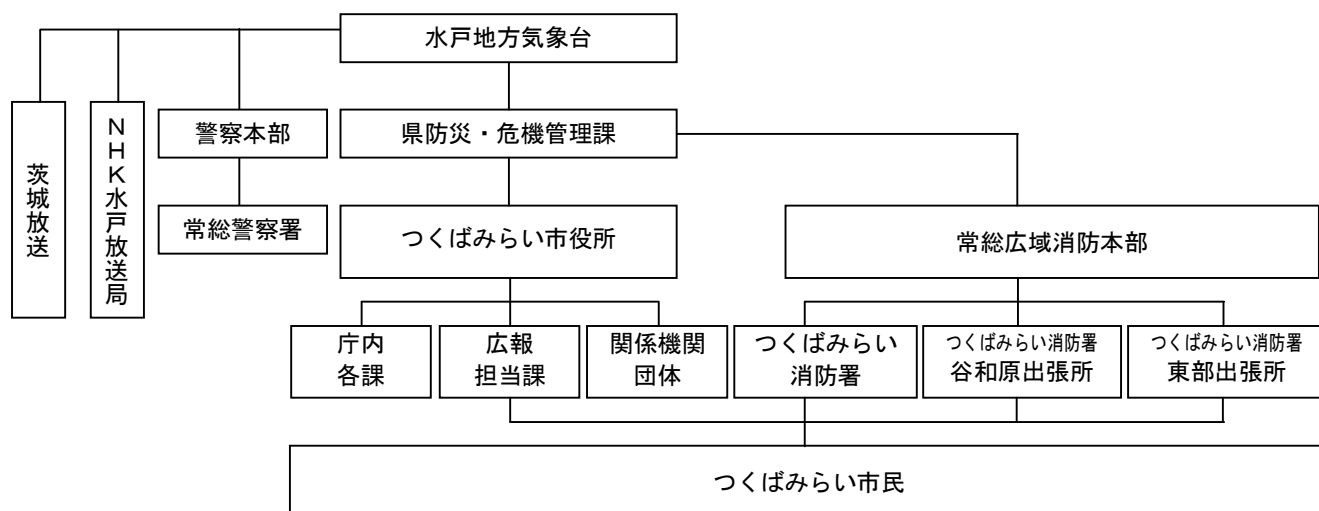 水戸地方気象台
茨城放送
ＮＨＫ水戸放送局
警察本部
県防災・危機管理課
常総警察署
つくばみらい市役所
常総広域消防本部
庁内
各課
広報
担当課
関係機関
団体
つくばみらい
消防署
つくばみらい消防署
谷和原出張所
つくばみらい消防署
東部出張所
つくばみらい市民